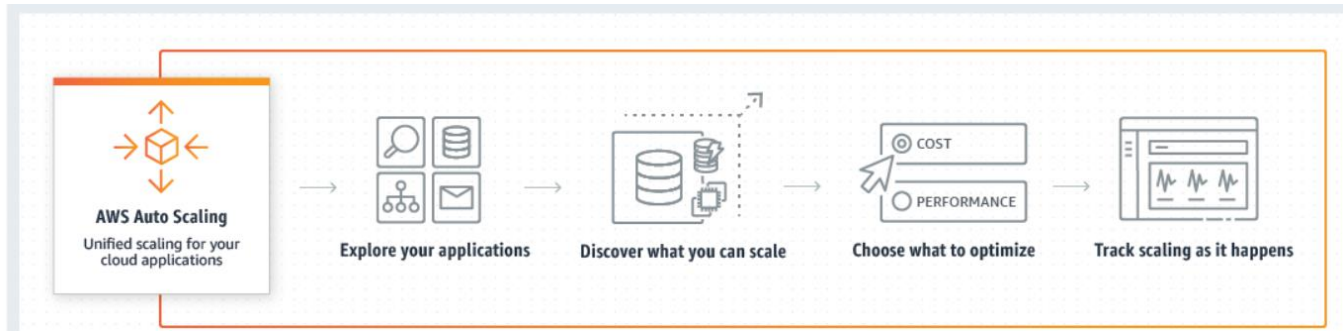 AWS Auto Scaling
Unified scaling for your
cloud applications
Explore your applications
Discover what you can scale
COST
PERFORMANCE
Choose what to optimize
Track scaling as it happens